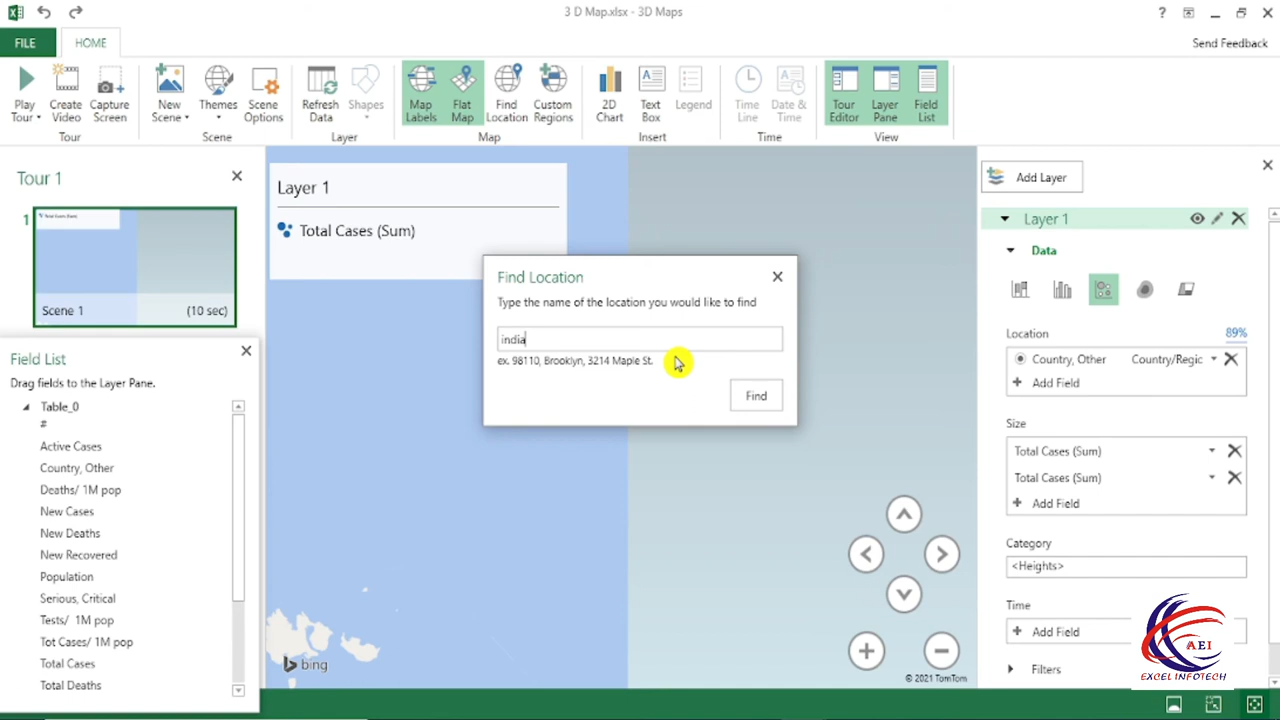 3 D Map.xlsx - 3D Maps
?
FILE
HOME
Send Feedback
Play Tour
Create Video
Capture Screen
Tour
New Scene
Themes
Scene Options
Scene
Refresh Data
Shapes
Layer
Map Labels
Flat Map
Find Location
Custom Regions
Map
2D Chart
Text Box
Legend
Insert
Time Line
Date & Time
Time
Tour Editor
Layer Pane
Field List
View
Tour 1
1
Total Cases (Sum)
Scene 1
(10 sec)
Field List
Drag fields to the Layer Pane.
Table_0
#
Active Cases
Country, Other
Deaths/ 1M pop
New Cases
New Deaths
New Recovered
Population
Serious, Critical
Tests/ 1M pop
Tot Cases/ 1M pop
Total Cases
Total Deaths
Layer 1
Total Cases (Sum)
Find Location
Type the name of the location you would like to find
india
ex. 98110, Brooklyn, 3214 Maple St.
Find
bing
© 2021 TomTom
Add Layer
Layer 1
Data
Location
89%
Country, Other Country/Regic
Add Field
Size
Total Cases (Sum)
Total Cases (Sum)
Add Field
Category
<Heights>
Time
Add Field
Filters
AEI
EXCEL INFOTECH